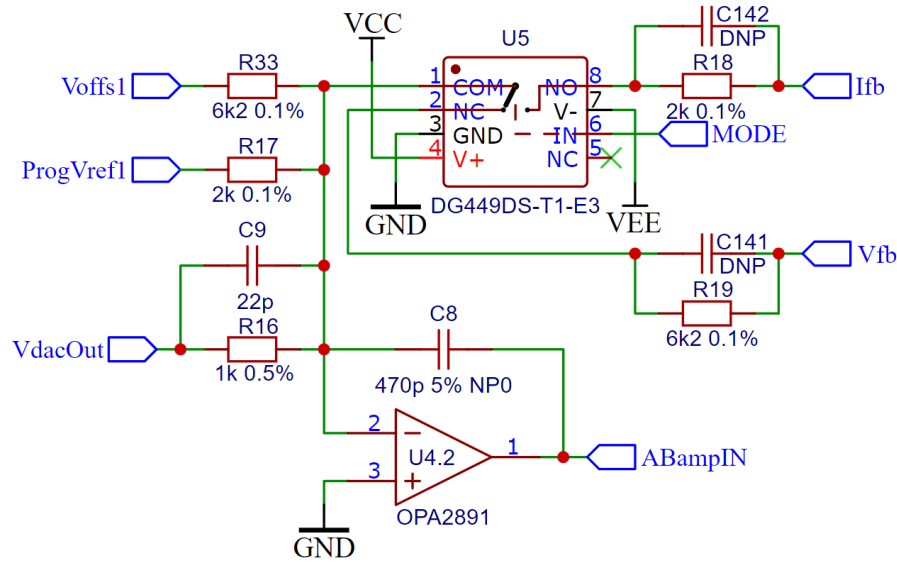 VCC
U5
C142
DNP
R33
R18
Voffs1
1
COM
NO
8
Ifb
6k2 0.1%
2k 0.1%
2
NC
V-
7
3
GND
IN
6
MODE
R17
4
V+
NC
5
ProgVref1
2k 0.1%
DG449DS-T1-E3
GND
VEE
C9
C141
DNP
Vfb
22p
R19
R16
C8
6k2 0.1%
VdacOut
1k 0.5%
470p 5% NP0
2
1
U4.2
ABampIN
3
OPA2891
GND